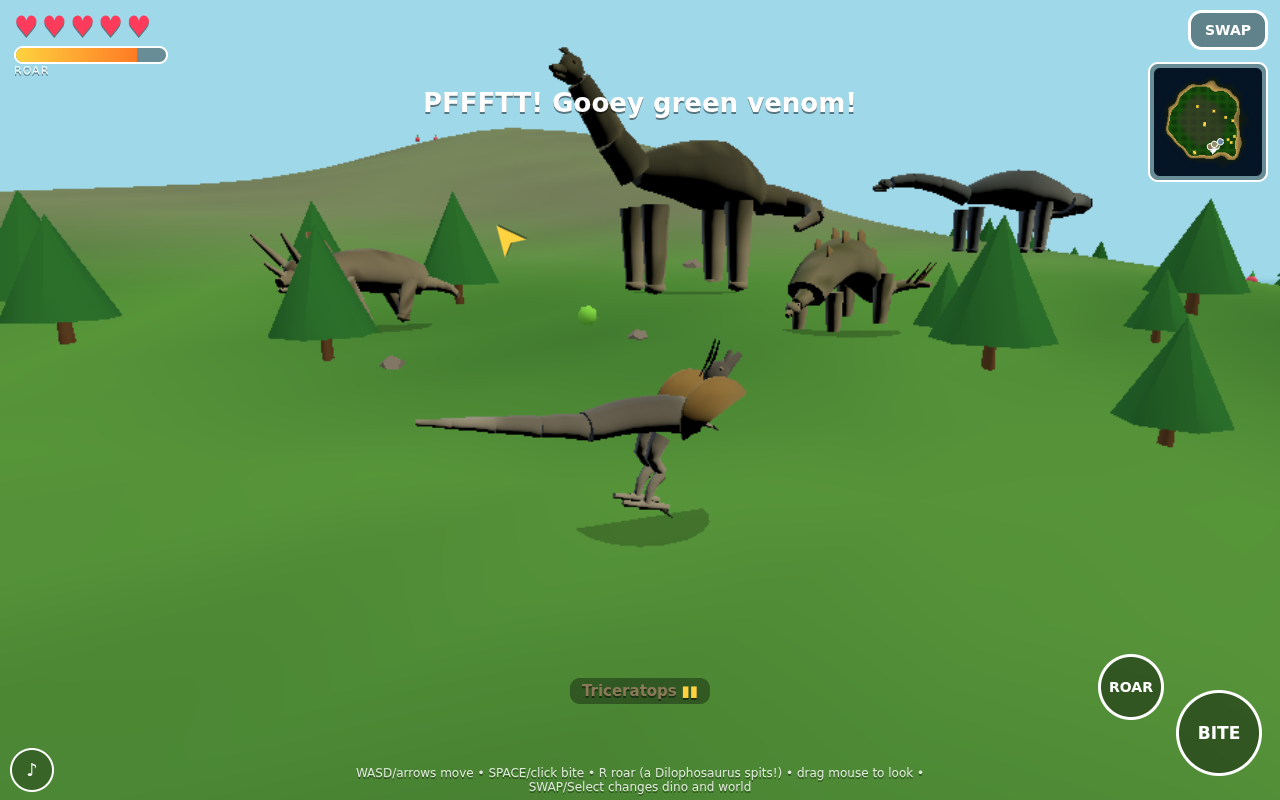 SWAP
ROAR
PFFFTT! Gooey green venom!
Triceratops
ROAR
BITE
WASD/arrows move • SPACE/click bite • R roar (a Dilophosaurus spits!) • drag mouse to look •
SWAP/Select changes dino and world